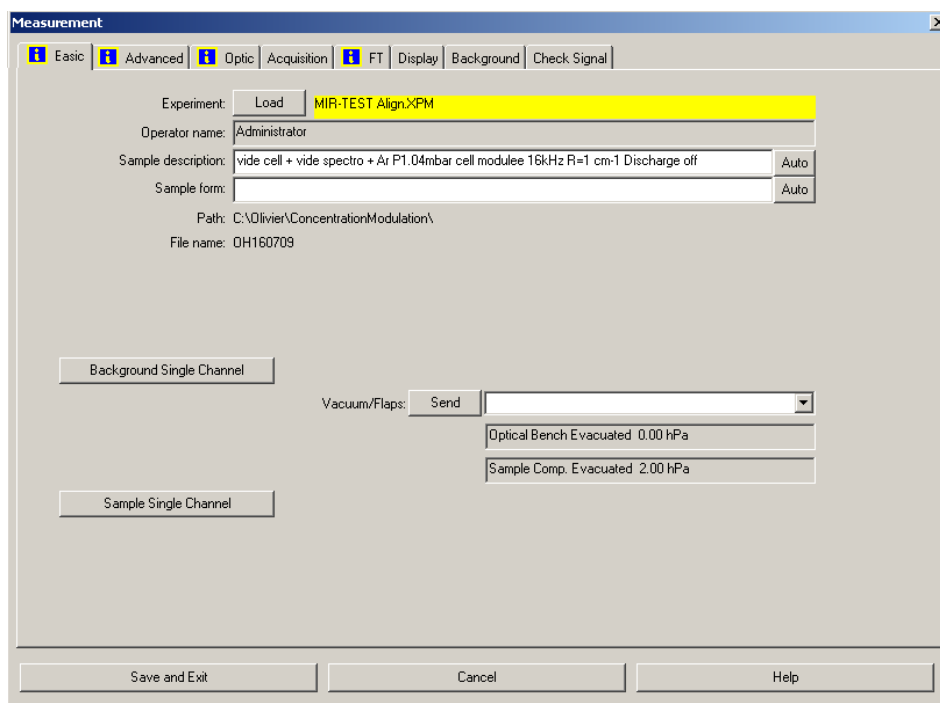 Measurement
Easic Advanced Optic Acquisition FT Display Background Check Signal
Experiment: Load MIR-TEST Align.XPM
Operator name: Administrator
Sample description: vide cell + vide spectro + Ar P1.04mbar cell modulee 16kHz R=1 cm-1 Discharge off Auto
Sample form: Auto
Path: C:\Olivier\ConcentrationModulation\
File name: OH160709
Background Single Channel
Vacuum/Flaps: Send
Optical Bench Evacuated 0.00 hPa
Sample Comp. Evacuated 2.00 hPa
Sample Single Channel
Save and Exit Cancel Help